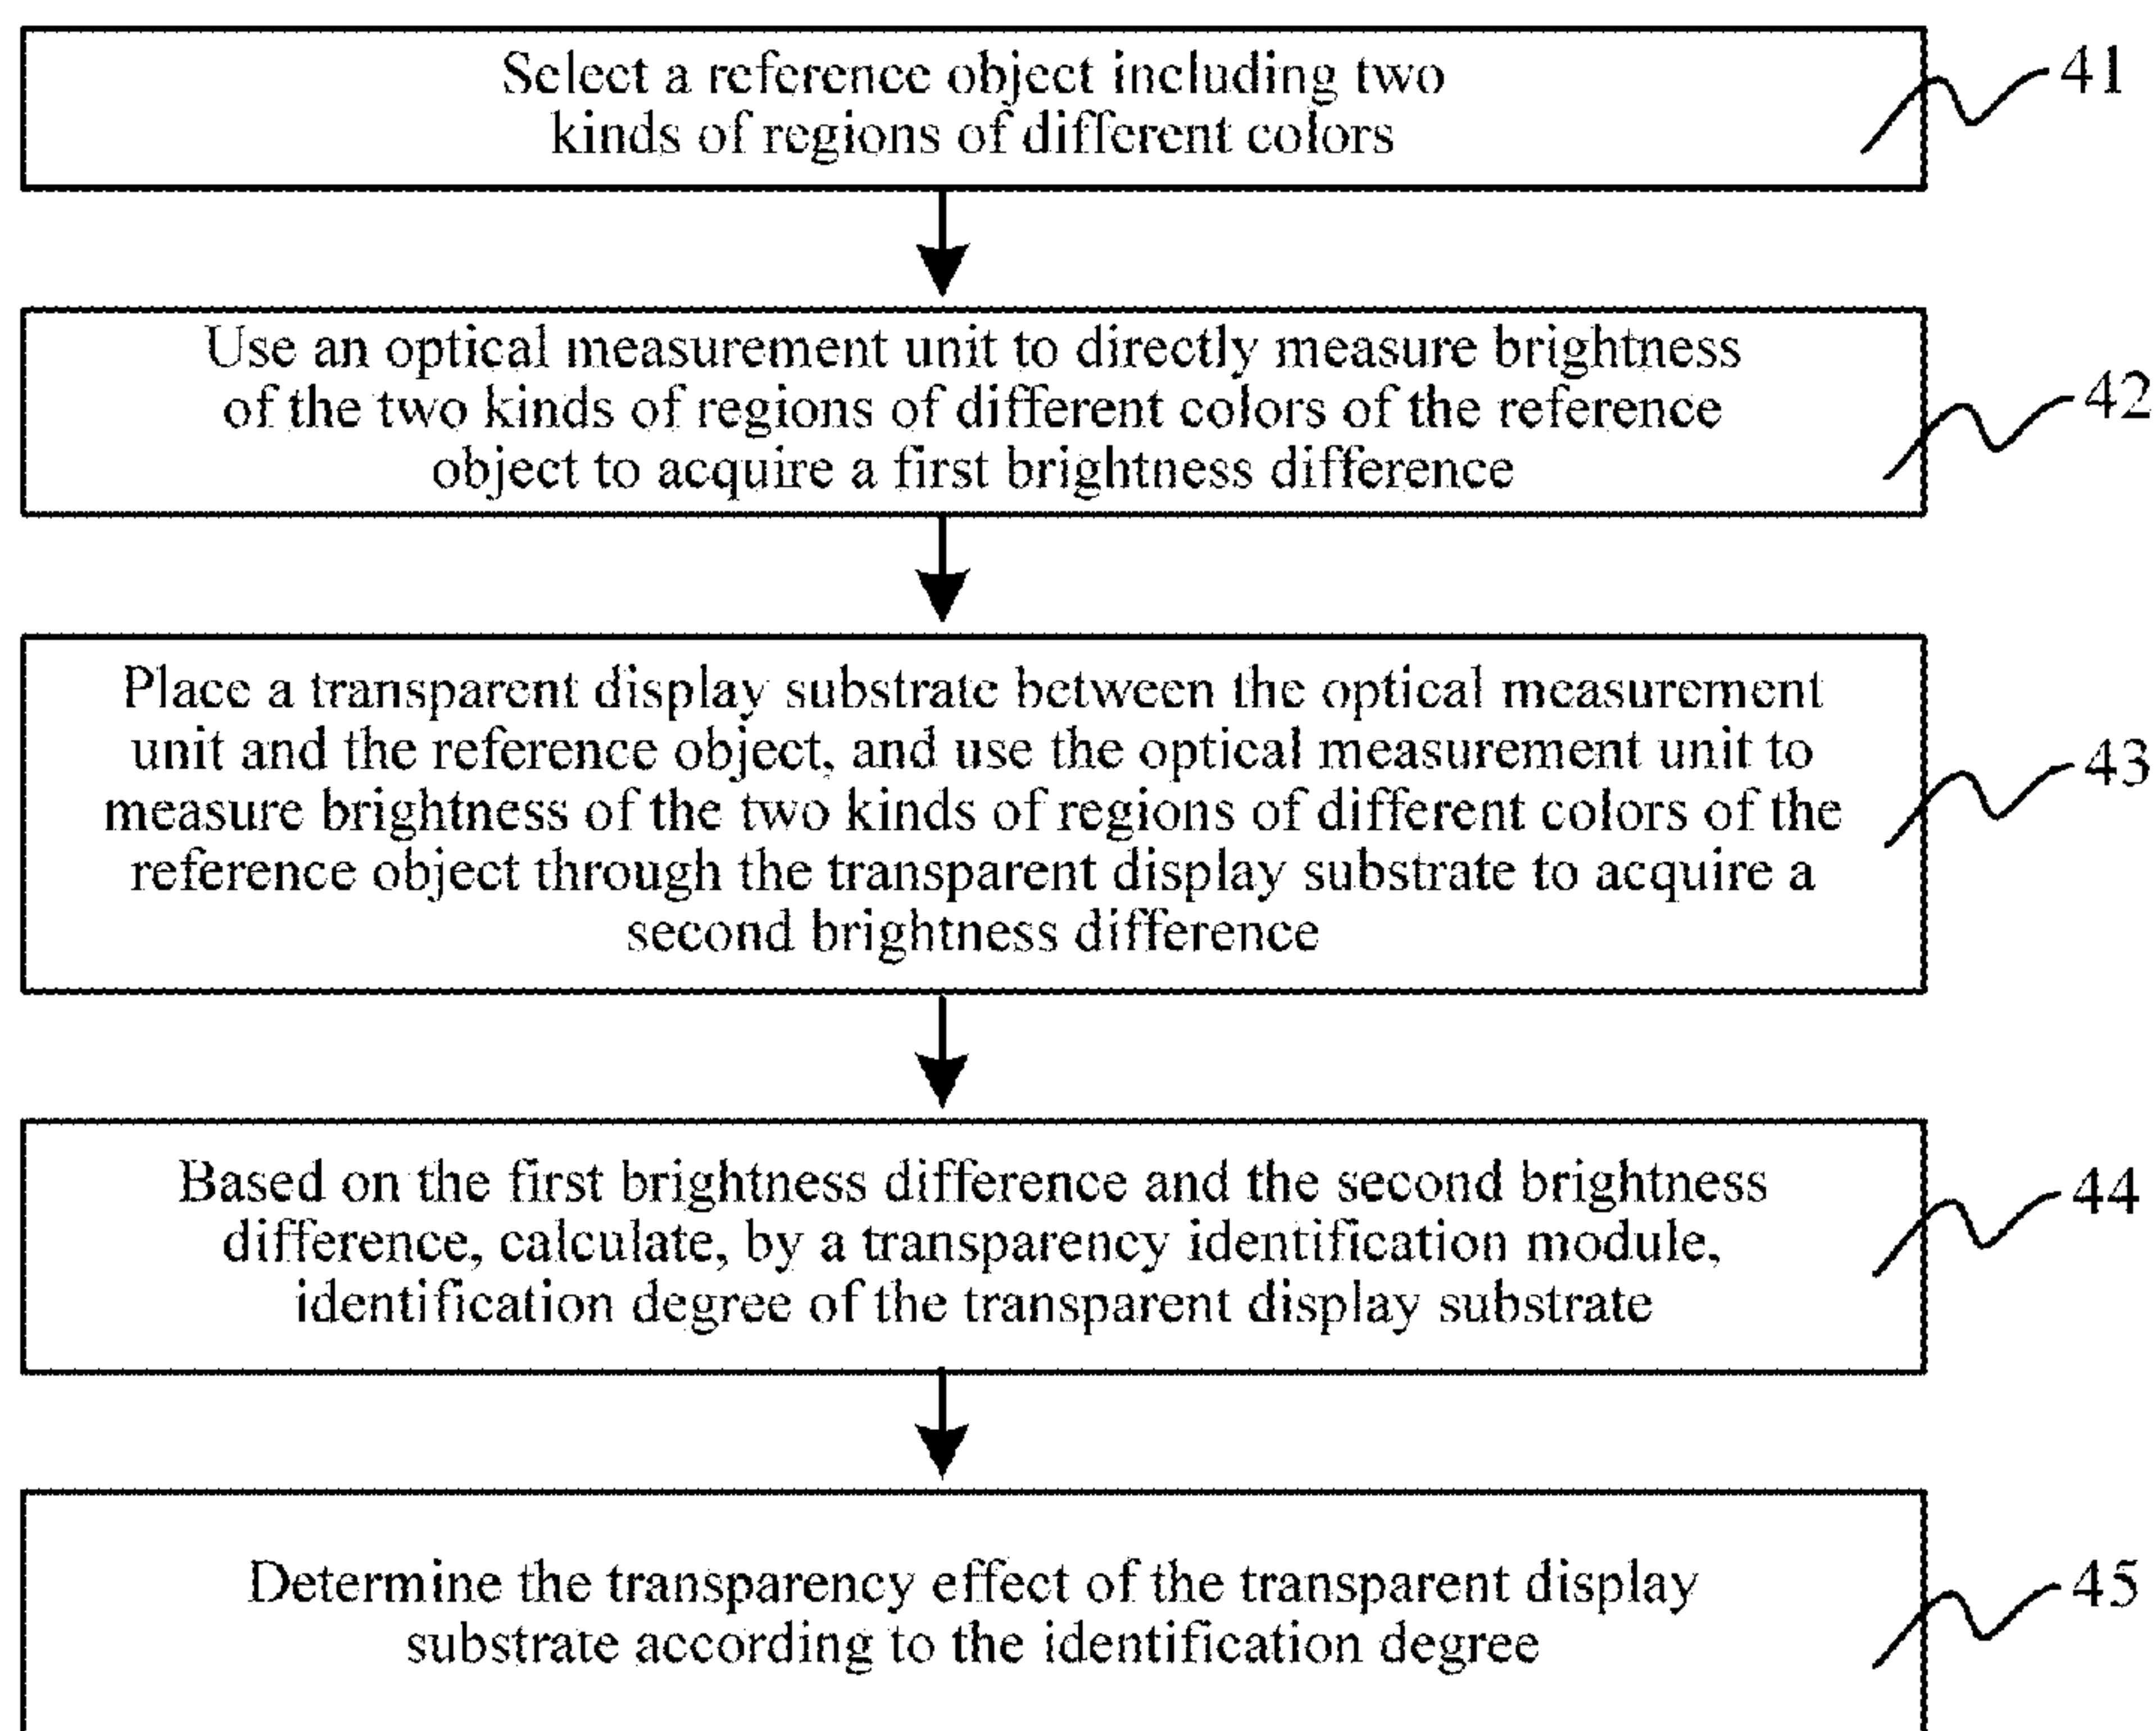 Select a reference object including two
kinds of regions of different colors
41
Use an optical measurement unit to directly measure brightness
of the two kinds of regions of different colors of the reference
object to acquire a first brightness difference
42
Place a transparent display substrate between the optical measurement
unit and the reference object, and use the optical measurement unit to
measure brightness of the two kinds of regions of different colors of the
reference object through the transparent display substrate to acquire a
second brightness difference
43
Based on the first brightness difference and the second brightness
difference, calculate, by a transparency identification module,
identification degree of the transparent display substrate
44
Determine the transparency effect of the transparent display
substrate according to the identification degree
45